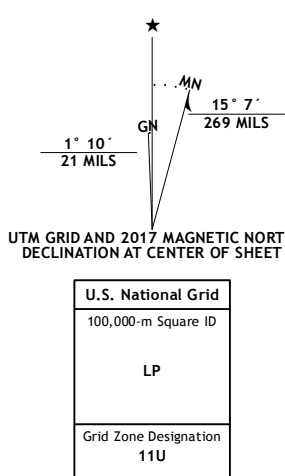 ★
MN
GN
15° 7´
269 MILS
1° 10´
21 MILS
UTM GRID AND 2017 MAGNETIC NORT
DECLINATION AT CENTER OF SHEET
U.S. National Grid
100,000-m Square ID
LP
Grid Zone Designation
11U